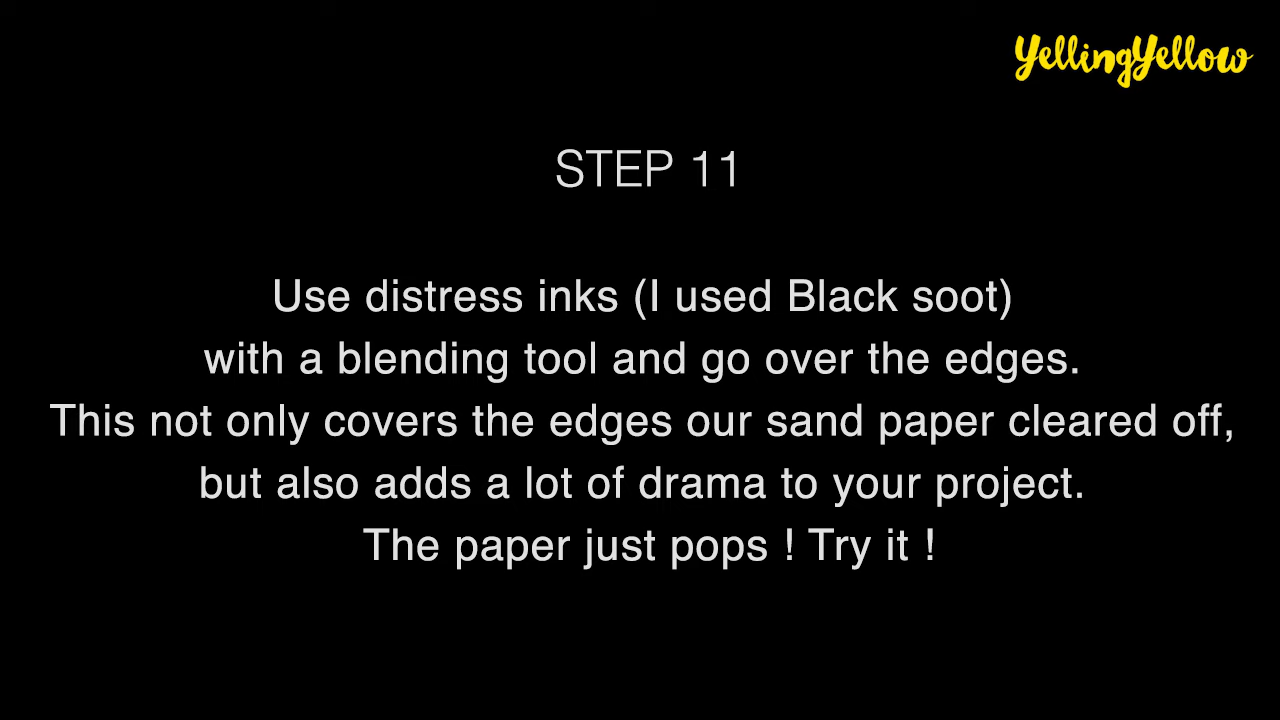 YellingYellow
STEP 11
Use distress inks (I used Black soot)
with a blending tool and go over the edges.
This not only covers the edges our sand paper cleared off,
but also adds a lot of drama to your project.
The paper just pops ! Try it !